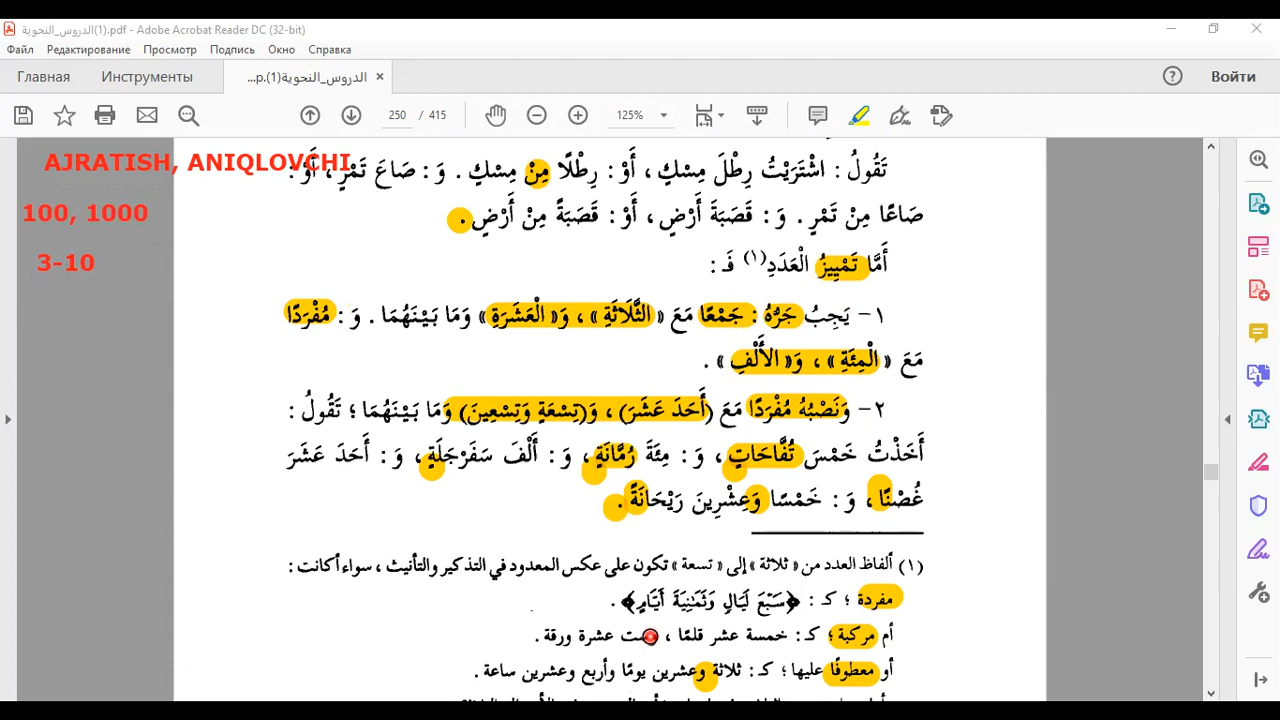 الدروس_النحوية(1).pdf - Adobe Acrobat Reader DC (32-bit)
Файл Редактирование Просмотр Подпись Окно Справка
Главная Инструменты الدروس_النحوية(1).p... × Войти
250 / 415 125%
AJRATISH, ANIQLOVCHI
100, 1000
3-10
تَقُولُ : اشْتَرَيْتُ رِطْلَ مِسْكٍ ، أَوْ : رِطْلًا مِنْ مِسْكٍ . وَ : صَاعَ تَمْرٍ ، أَوْ :
صَاعًا مِنْ تَمْرٍ . وَ : قَصَبَةَ أَرْضٍ ، أَوْ : قَصَبَةً مِنْ أَرْضٍ .
أَمَّا تَمْيِيزُ الْعَدَدِ(١) فَـ :
١- يَجِبُ جَرُّهُ : جَمْعًا مَعَ « الثَّلَاثَةِ » ، وَ« الْعَشَرَةِ » وَمَا بَيْنَهُمَا . وَ : مُفْرَدًا
مَعَ « الْمِئَةِ » ، وَ« الأَلْفِ » .
٢- وَنَصْبُهُ مُفْرَدًا مَعَ (أَحَدَ عَشَرَ) ، وَ(تِسْعَةٍ وَتِسْعِينَ) وَمَا بَيْنَهُمَا ؛ تَقُولُ :
أَخَذْتُ خَمْسَ تُفَّاحَاتٍ ، وَ : مِئَةَ رُمَّانَةٍ ، وَ : أَلْفَ سَفَرْجَلَةٍ ، وَ : أَحَدَ عَشَرَ
غُصْنًا ، وَ : خَمْسًا وَعِشْرِينَ رَيْحَانَةً .
(١) ألفاظ العدد من « ثلاثة » إلى « تسعة » تكون على عكس المعدود في التذكير والتأنيث ، سواء أكانت :
مفردة ؛ كـ : ﴿سَبْعَ لَيَالٍ وَثَمَٰنِيَةَ أَيَّامٍ﴾ .
أم مركبة ؛ كـ : خمسة عشر قلمًا ، عشرة ورقة .
أو معطوفًا عليها ؛ كـ : ثلاثة وعشرين يومًا وأربع وعشرين ساعة .